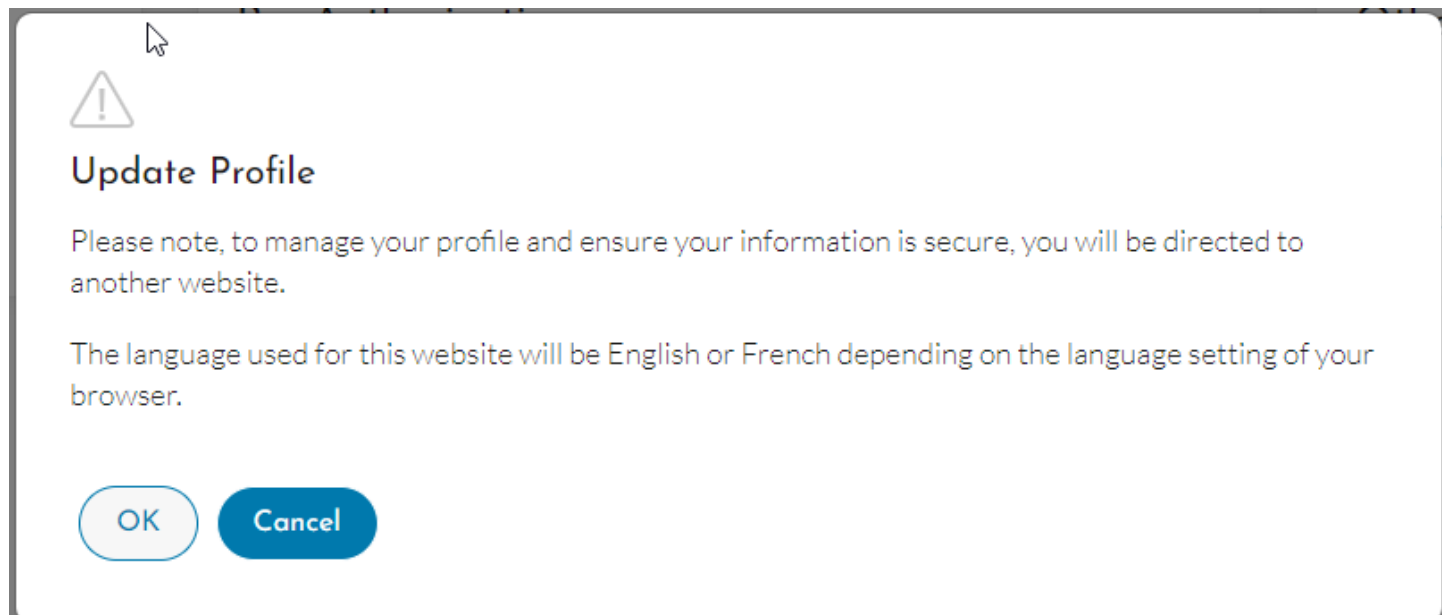 Update Profile
Please note, to manage your profile and ensure your information is secure, you will be directed to
another website.
The language used for this website will be English or French depending on the language setting of your
browser.
OK
Cancel